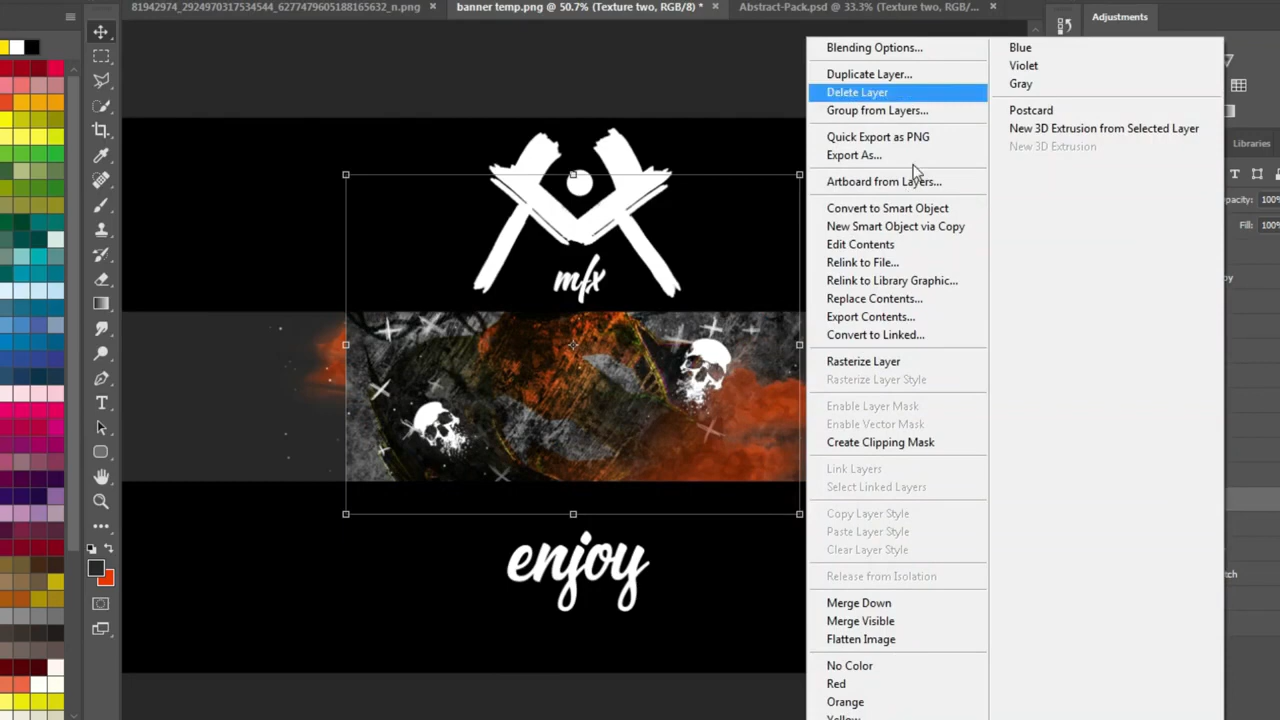 81942974_2924970317534544_6277479605188165632_n.png
banner temp.png @ 50.7% (Texture two, RGB/8) *
Abstract-Pack.psd @ 33.3% (Texture two, RGB/...
Adjustments
Libraries
100%
Fill: 100%
mfx
enjoy
Blending Options...
Duplicate Layer...
Delete Layer
Group from Layers...
Quick Export as PNG
Export As...
Artboard from Layers...
Convert to Smart Object
New Smart Object via Copy
Edit Contents
Relink to File...
Relink to Library Graphic...
Replace Contents...
Export Contents...
Convert to Linked...
Rasterize Layer
Rasterize Layer Style
Enable Layer Mask
Enable Vector Mask
Create Clipping Mask
Link Layers
Select Linked Layers
Copy Layer Style
Paste Layer Style
Clear Layer Style
Release from Isolation
Merge Down
Merge Visible
Flatten Image
No Color
Red
Orange
Blue
Violet
Gray
Postcard
New 3D Extrusion from Selected Layer
New 3D Extrusion